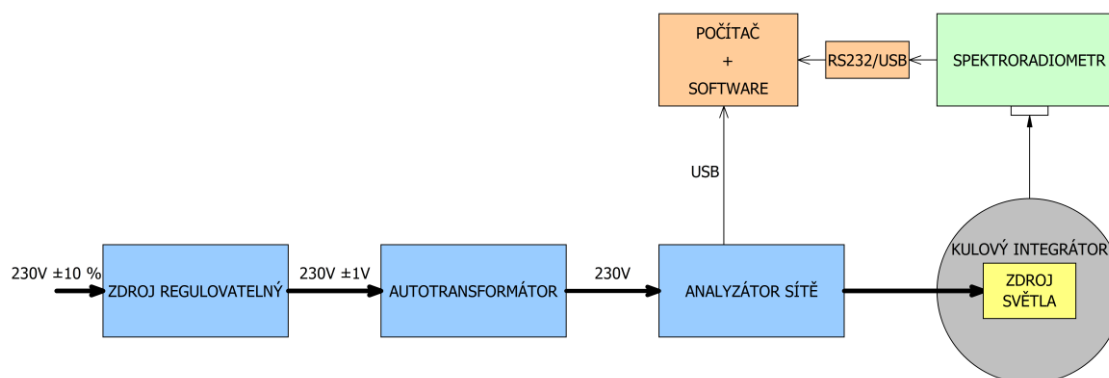 POČÍTAČ
+
SOFTWARE
RS232/USB
SPEKTRORADIOMETR
USB
KULOVÝ INTEGRÁTOR
230V ±10 %
ZDROJ REGULOVATELNÝ
230V ±1V
AUTOTRANSFORMÁTOR
230V
ANALYZÁTOR SÍTĚ
ZDROJ
SVĚTLA